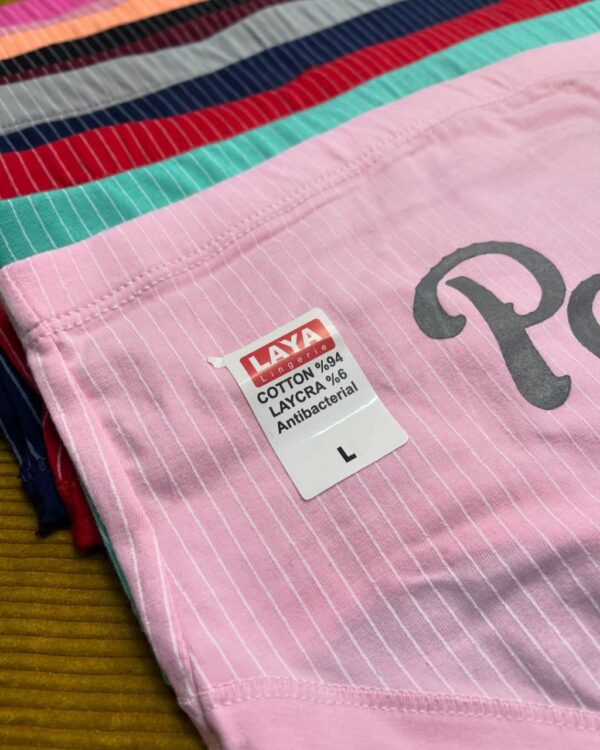 LAYA
Lingerie
COTTON %94
LAYCRA %6
Antibacterial
L